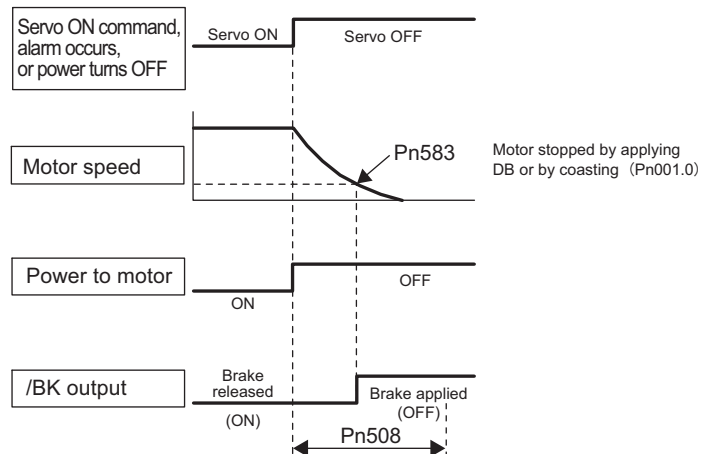 Servo ON command,
alarm occurs,
or power turns OFF
Servo ON
Servo OFF
Motor speed
Pn583
Motor stopped by applying
DB or by coasting (Pn001.0)
Power to motor
ON
OFF
/BK output
Brake
released
(ON)
Brake applied
(OFF)
Pn508